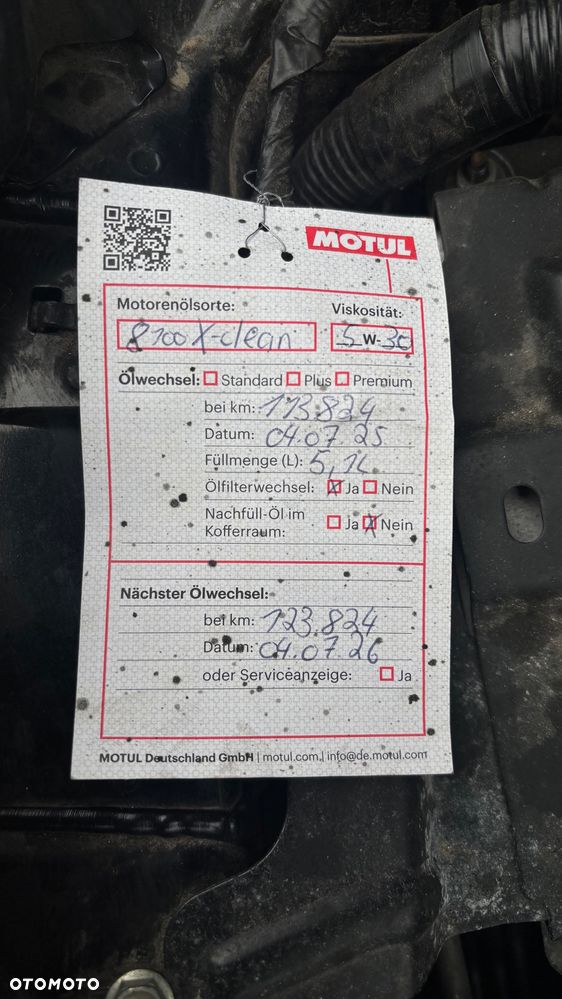 MOTUL
Motorenölsorte: Viskosität:
8100 X-clean 5 W-30
Ölwechsel: Standard Plus Premium
bei km: 113.824
Datum: 04.07.25
Füllmenge (L): 5,1L
Ölfilterwechsel: Ja Nein
Nachfüll-Öl im
Kofferraum: Ja Nein
Nächster Ölwechsel:
bei km: 123.824
Datum: 04.07.26
oder Serviceanzeige: Ja
MOTUL Deutschland GmbH | motul.com | info@de.motul.com
OTOMOTO